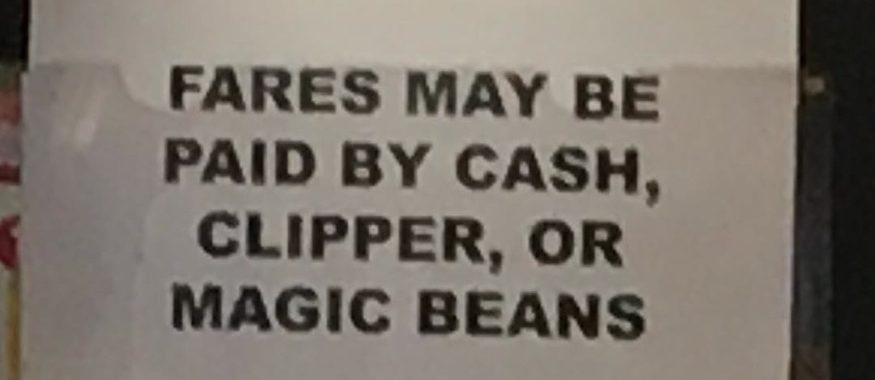 FARES MAY BE
PAID BY CASH,
CLIPPER, OR
MAGIC BEANS